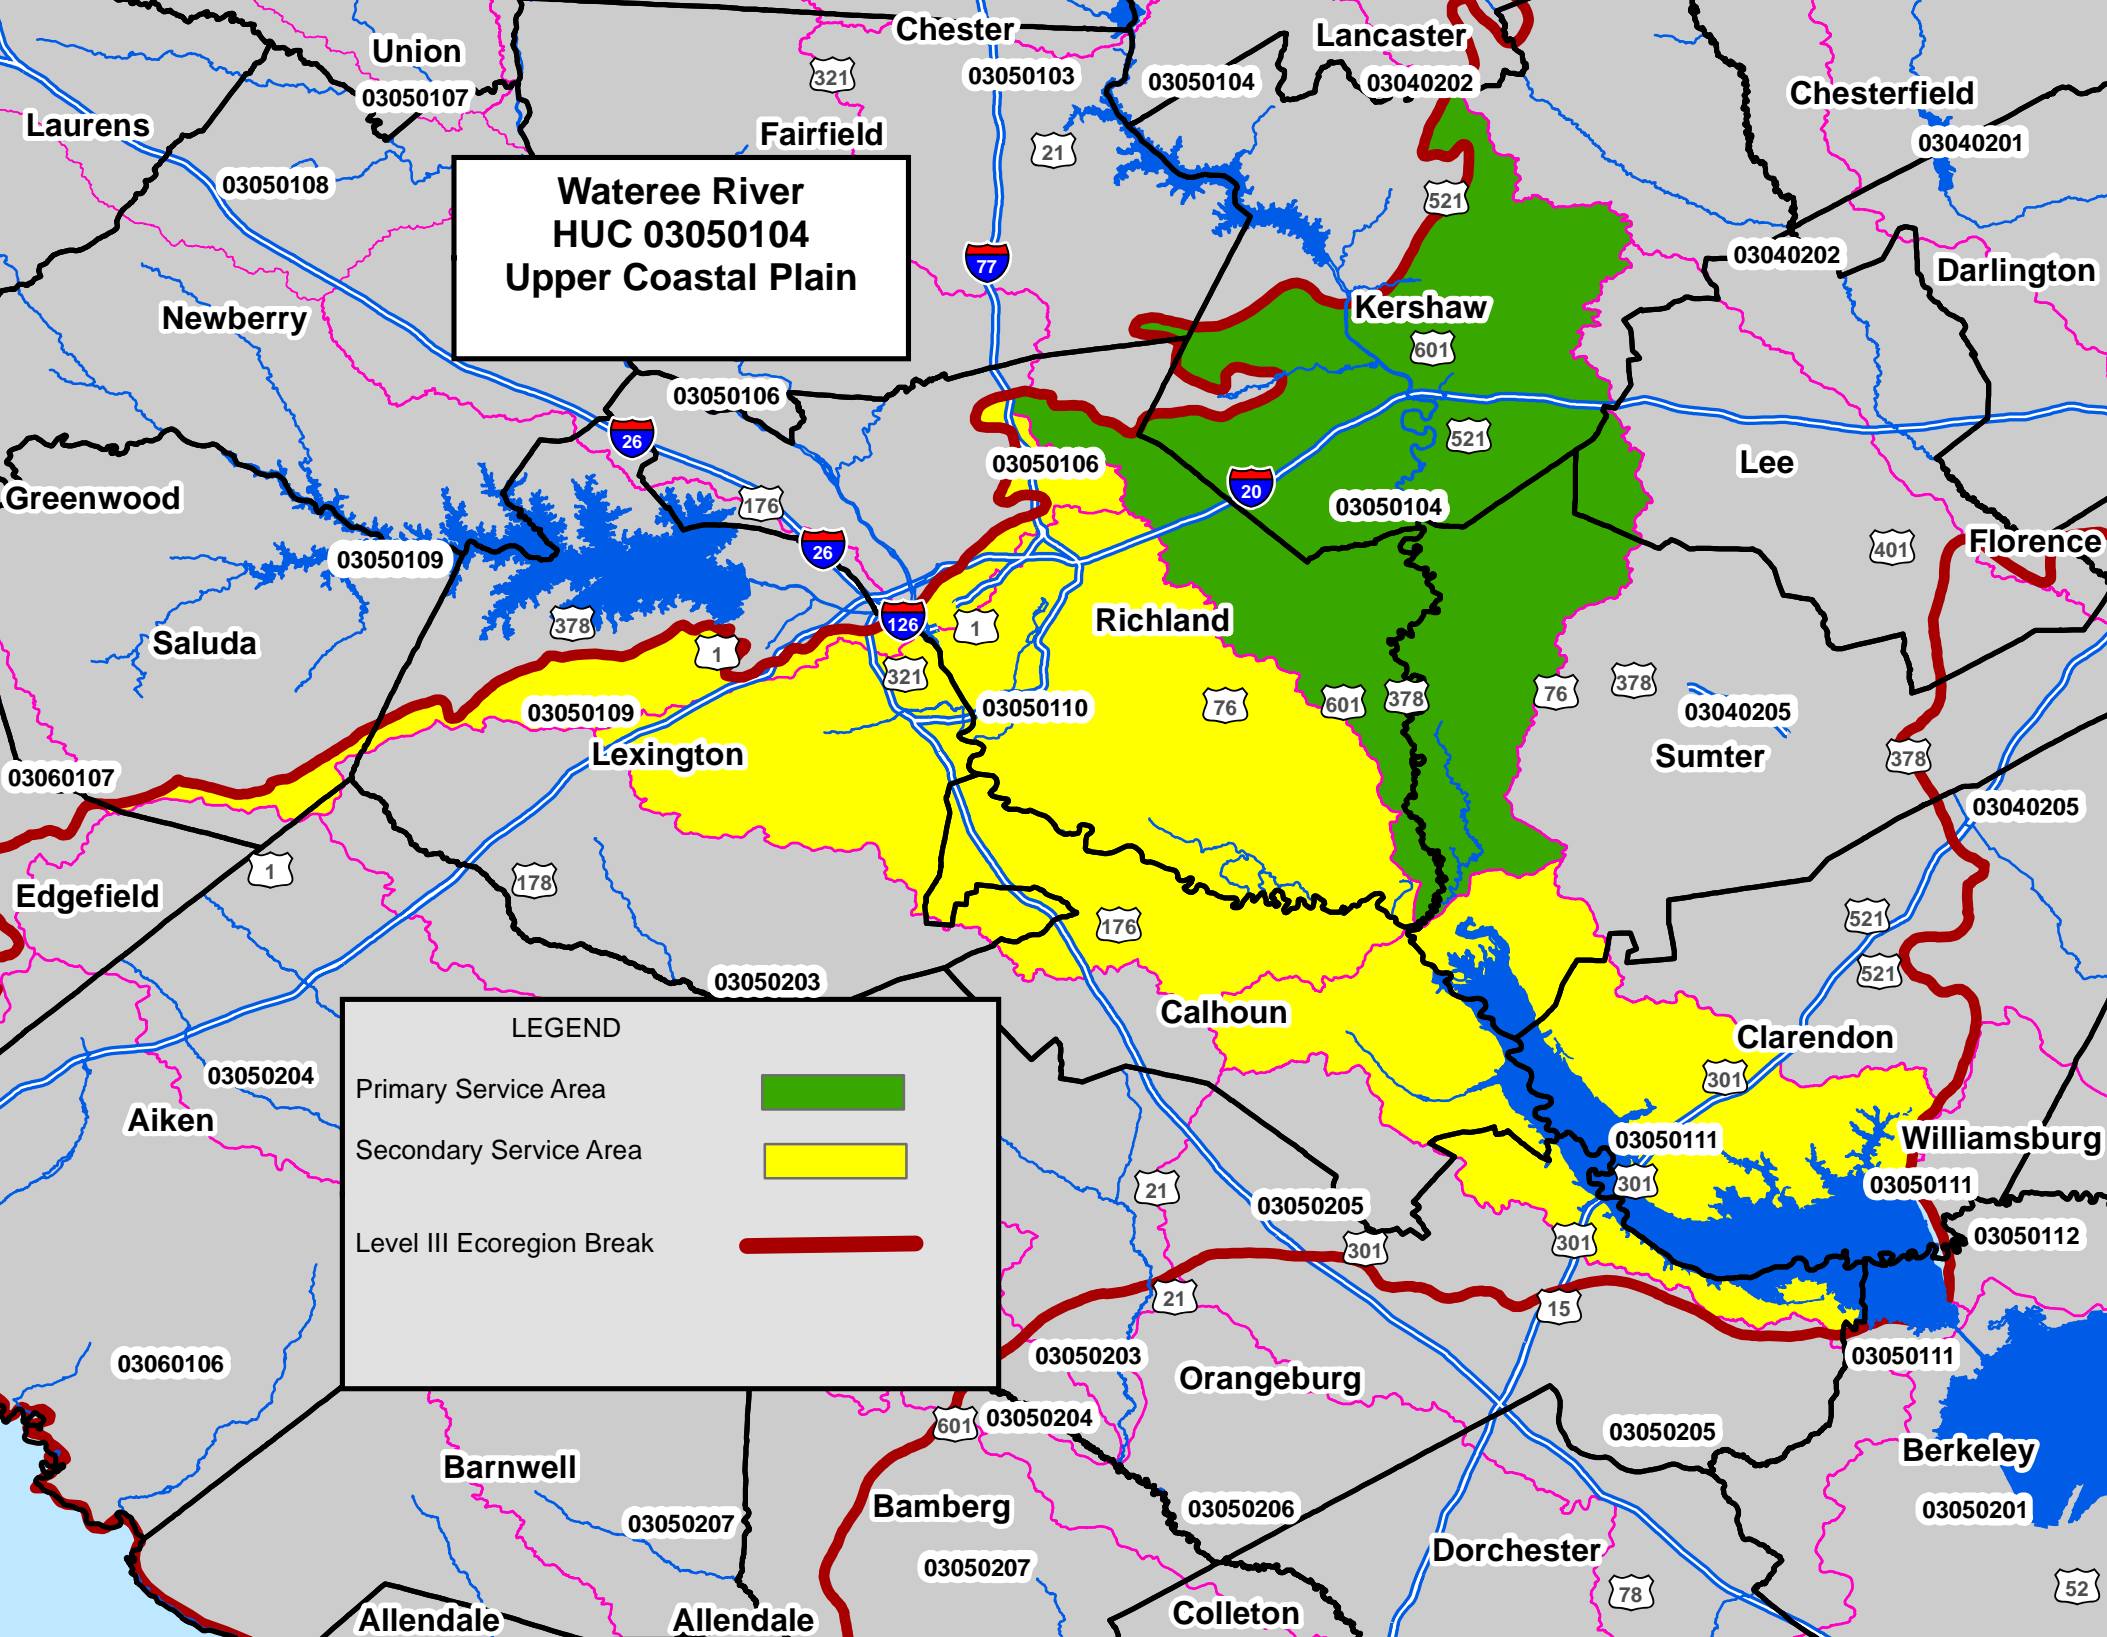 Chester
Lancaster
Union
321
03050103
03050104
03040202
Chesterfield
03050107
Laurens
Fairfield
21
03040201
03050108
Wateree River
HUC 03050104
Upper Coastal Plain
521
77
03040202
Darlington
Newberry
Kershaw
601
03050106
26
521
Lee
03050106
Greenwood
176
20
03050104
26
401
Florence
03050109
378
126
1
Richland
Saluda
1
321
378
76
03050109
03050110
76
601
378
03040205
Lexington
Sumter
378
03060107
03040205
1
178
Edgefield
176
521
521
03050203
Calhoun
Clarendon
LEGEND
Primary Service Area
Secondary Service Area
Level III Ecoregion Break
03050204
301
Aiken
03050111
Williamsburg
21
301
03050111
03050205
301
301
03050112
21
15
03060106
03050203
03050111
Orangeburg
601
03050204
03050205
Berkeley
Barnwell
Bamberg
03050206
03050201
03050207
Dorchester
03050207
78
52
Allendale
Allendale
Colleton